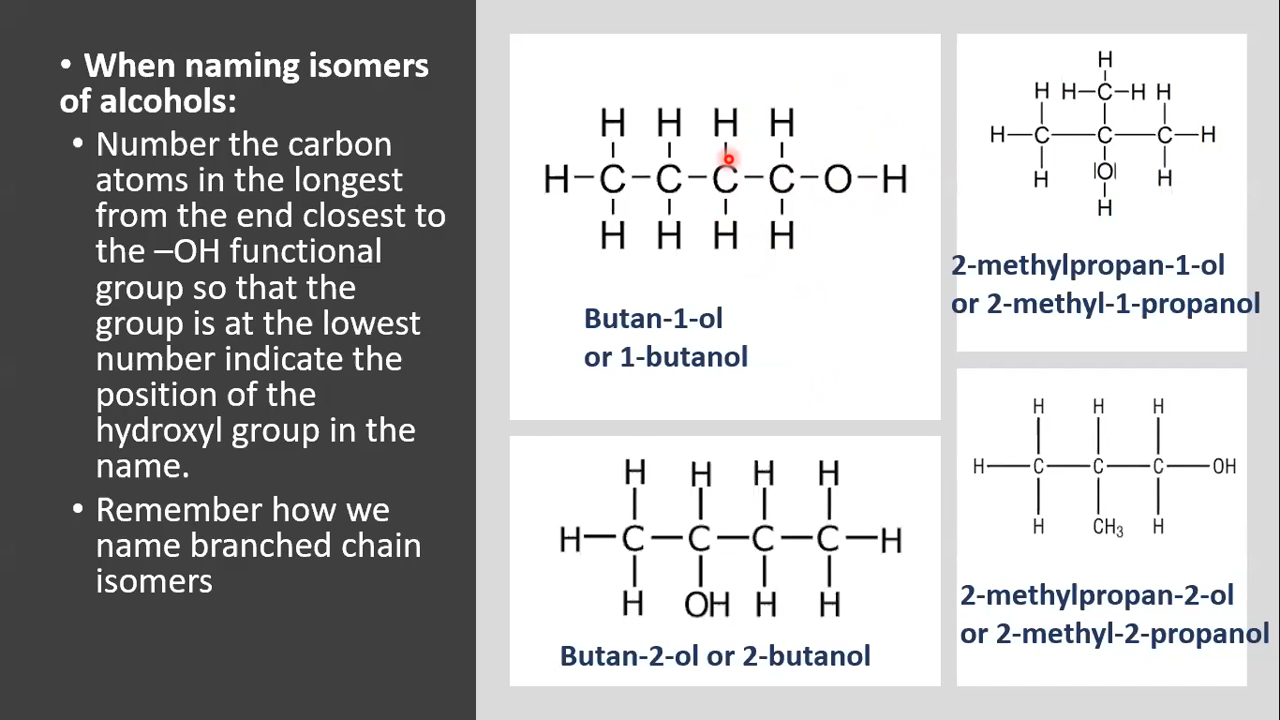 • When naming isomers
of alcohols:
• Number the carbon
atoms in the longest
from the end closest to
the –OH functional
group so that the
group is at the lowest
number indicate the
position of the
hydroxyl group in the
name.
• Remember how we
name branched chain
isomers
H H H H
H–C–C–C–C–O–H
H H H H
Butan-1-ol
or 1-butanol
H
H H–C–H H
H–C–C–C–H
H |O| H
H
2-methylpropan-1-ol
or 2-methyl-1-propanol
H H H H
H–C–C–C–C–H
H OH H H
Butan-2-ol or 2-butanol
H H H
H–C–C–C–OH
H CH₃ H
2-methylpropan-2-ol
or 2-methyl-2-propanol